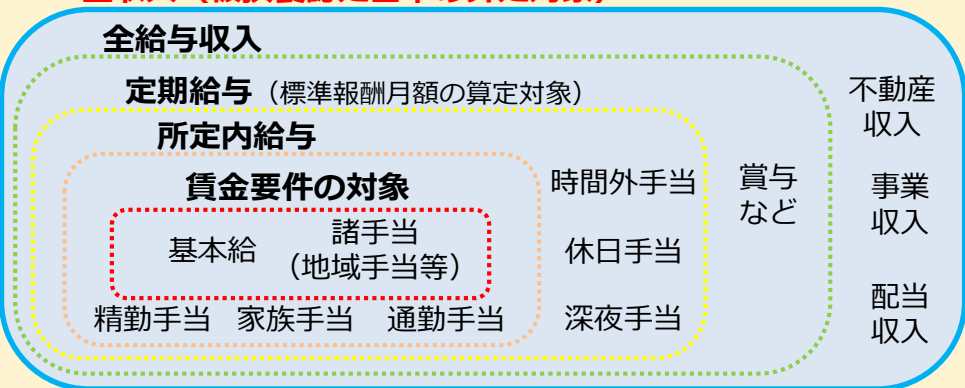 全給与収入
定期給与（標準報酬月額の算定対象）
所定内給与
賃金要件の対象
基本給
諸手当
（地域手当等）
精勤手当 家族手当 通勤手当
時間外手当
休日手当
深夜手当
賞与
など
不動産
収入
事業
収入
配当
収入